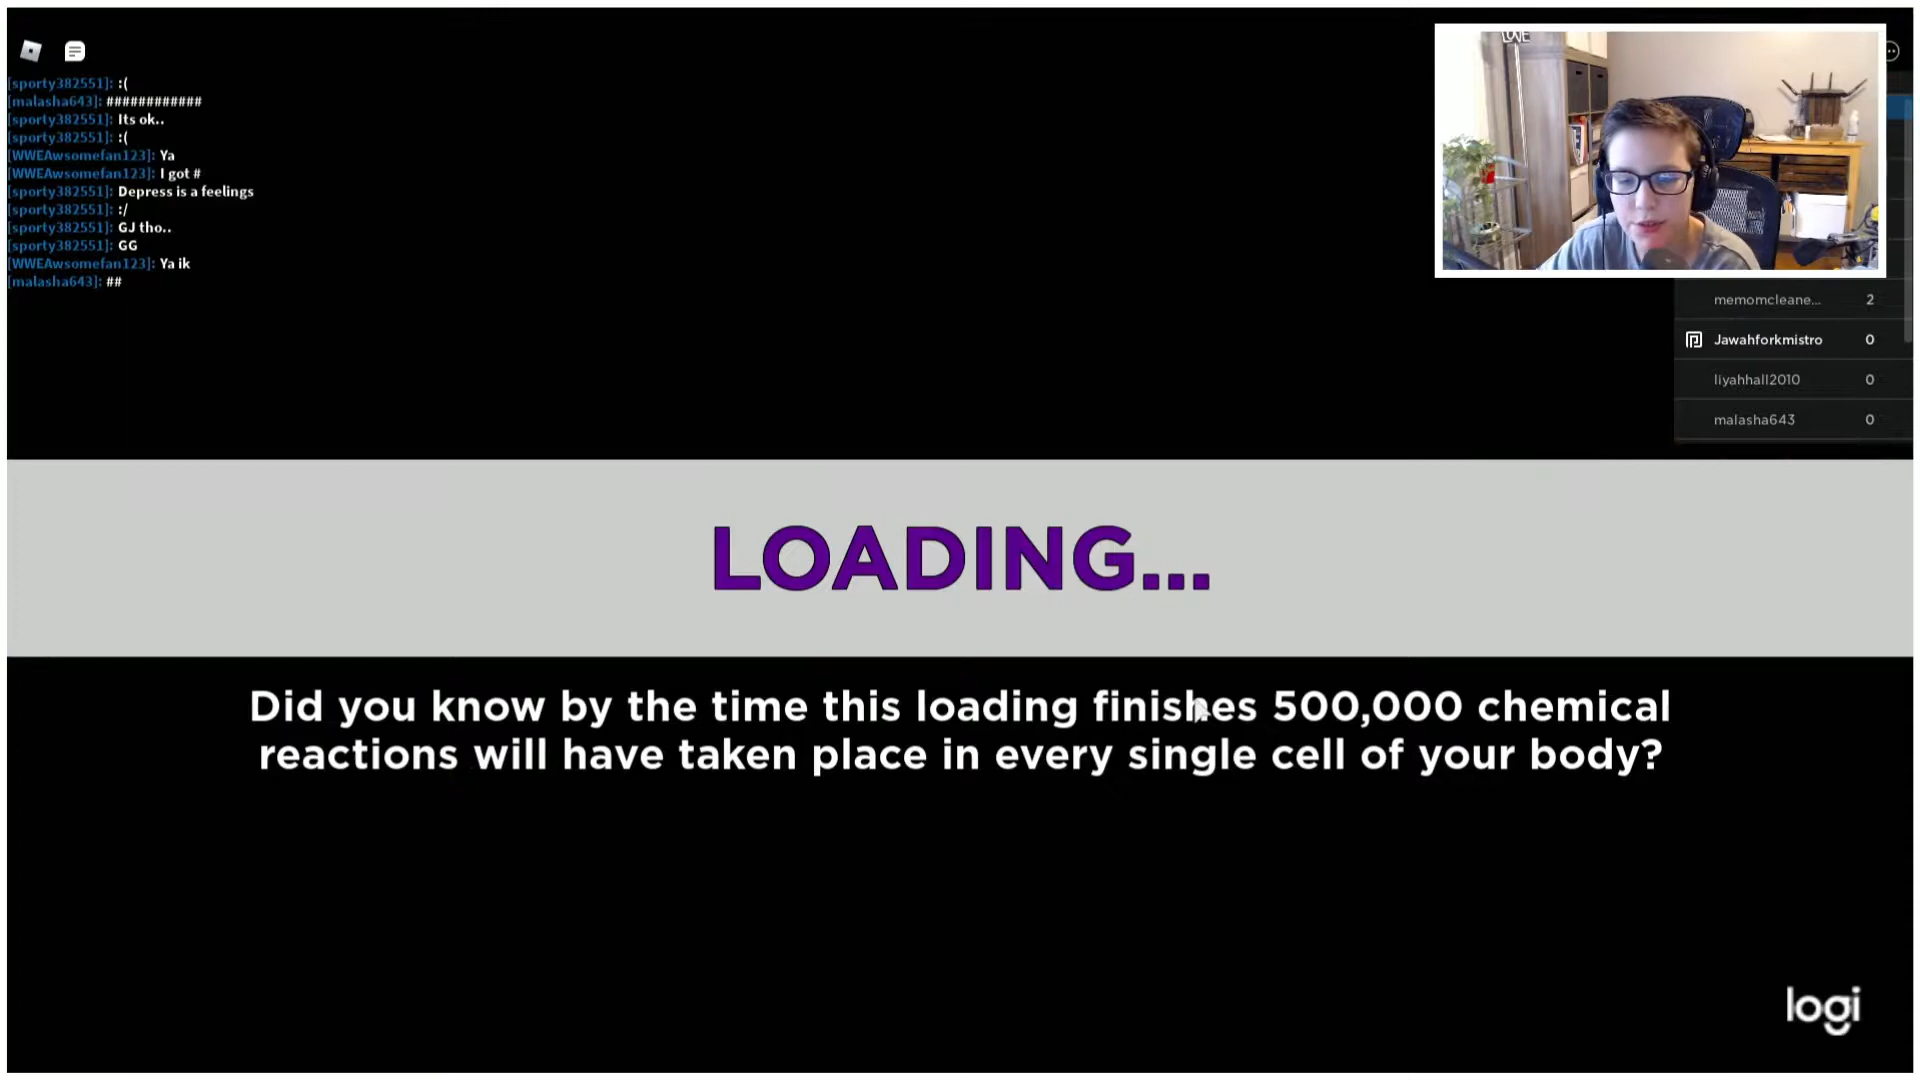 [sporty382551]: :(
[malasha643]: ############
[sporty382551]: Its ok..
[sporty382551]: :(
[WWEAwsomefan123]: Ya
[WWEAwsomefan123]: I got #
[sporty382551]: Depress is a feelings
[sporty382551]: :/
[sporty382551]: GJ tho..
[sporty382551]: GG
[WWEAwsomefan123]: Ya ik
[malasha643]: ##
LOVE
memomcleane... 2
Jawahforkmistro 0
liyahhall2010 0
malasha643 0
LOADING...
Did you know by the time this loading finishes 500,000 chemical
reactions will have taken place in every single cell of your body?
logi